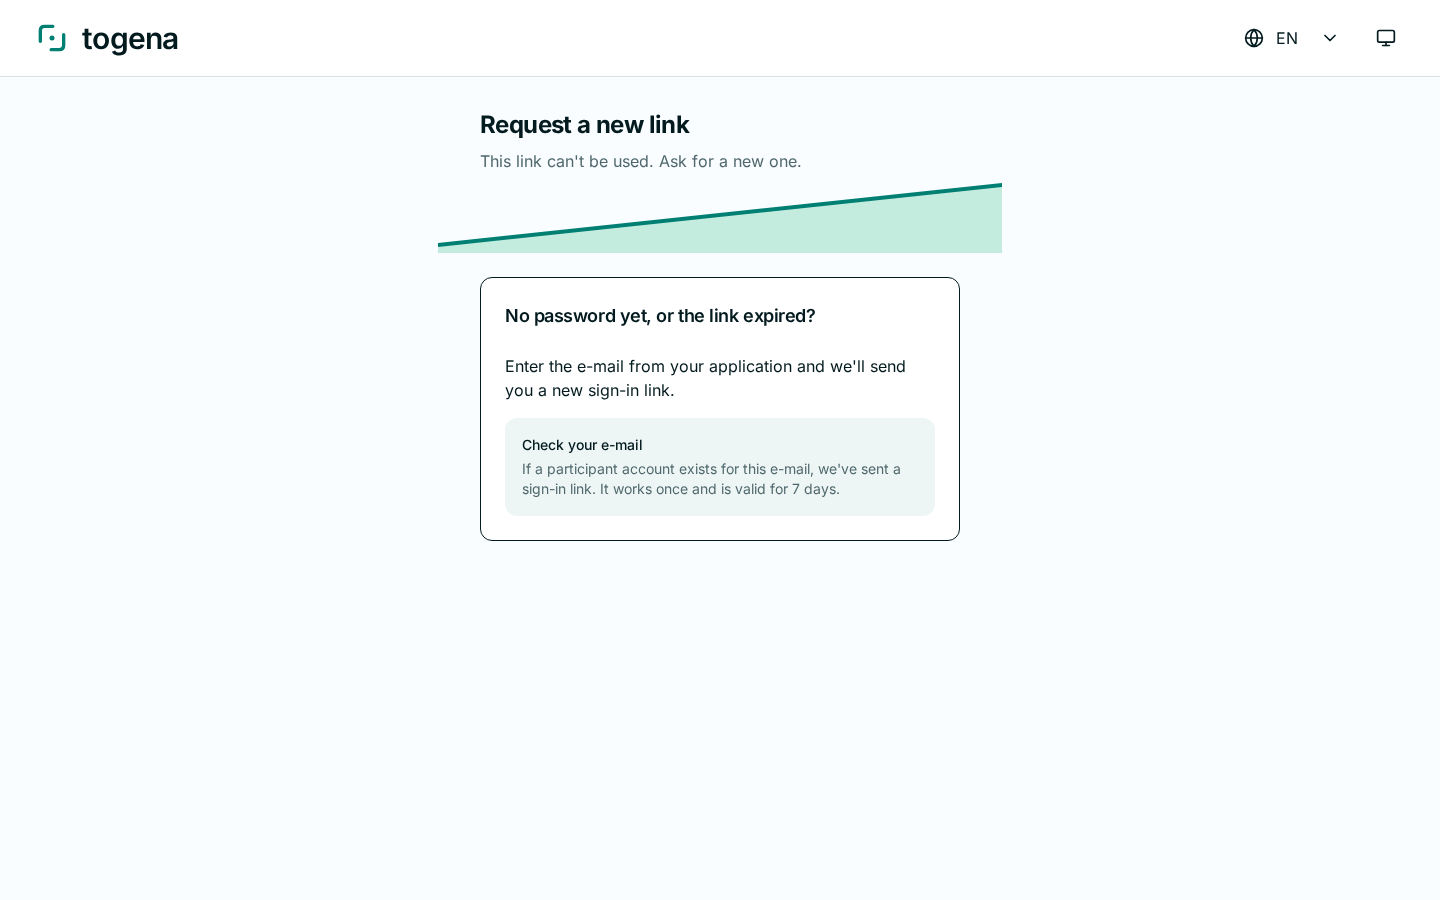 togena
EN
Request a new link
This link can't be used. Ask for a new one.
No password yet, or the link expired?
Enter the e-mail from your application and we'll send
you a new sign-in link.
Check your e-mail
If a participant account exists for this e-mail, we've sent a
sign-in link. It works once and is valid for 7 days.